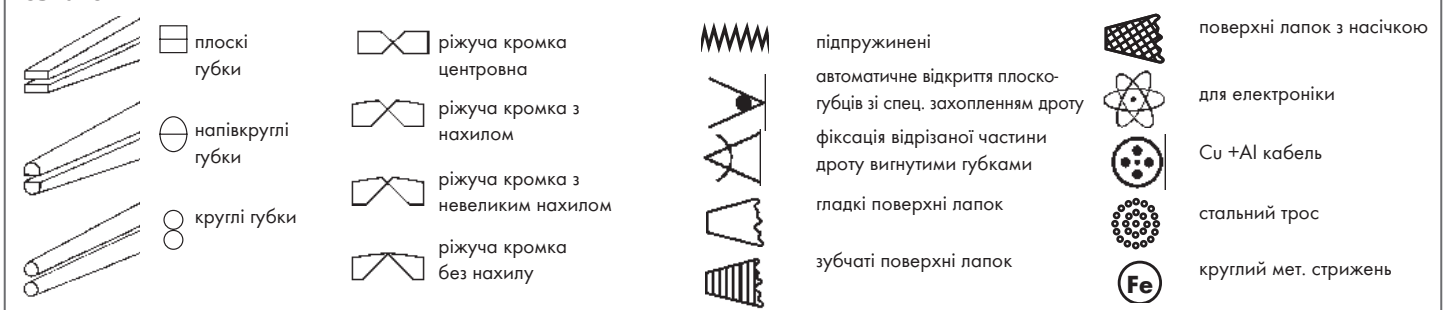 плоскі
губки
напівкруглі
губки
круглі губки
ріжуча кромка
центровна
ріжуча кромка з
нахилом
ріжуча кромка з
невеликим нахилом
ріжуча кромка
без нахилу
підпружинені
автоматичне відкриття плоско-
губців зі спец. захопленням дроту
фіксація відрізаної частини
дроту вигнутими губками
гладкі поверхні лапок
зубчаті поверхні лапок
поверхні лапок з насічкою
для електроніки
Cu +Al кабель
стальний трос
Fe
круглий мет. стрижень